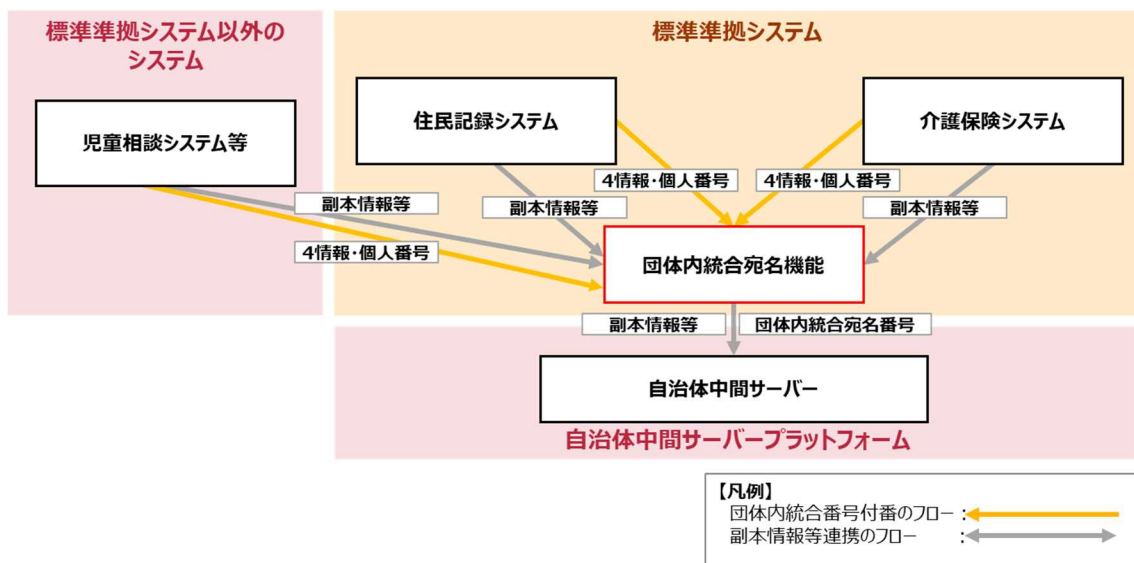 標準準拠システム以外の
システム
標準準拠システム
児童相談システム等
住民記録システム
介護保険システム
4情報・個人番号
4情報・個人番号
副本情報等
副本情報等
副本情報等
4情報・個人番号
団体内統合宛名機能
副本情報等
団体内統合宛名番号
自治体中間サーバー
自治体中間サーバープラットフォーム
【凡例】
団体内統合番号付番のフロー：
副本情報等連携のフロー　　：